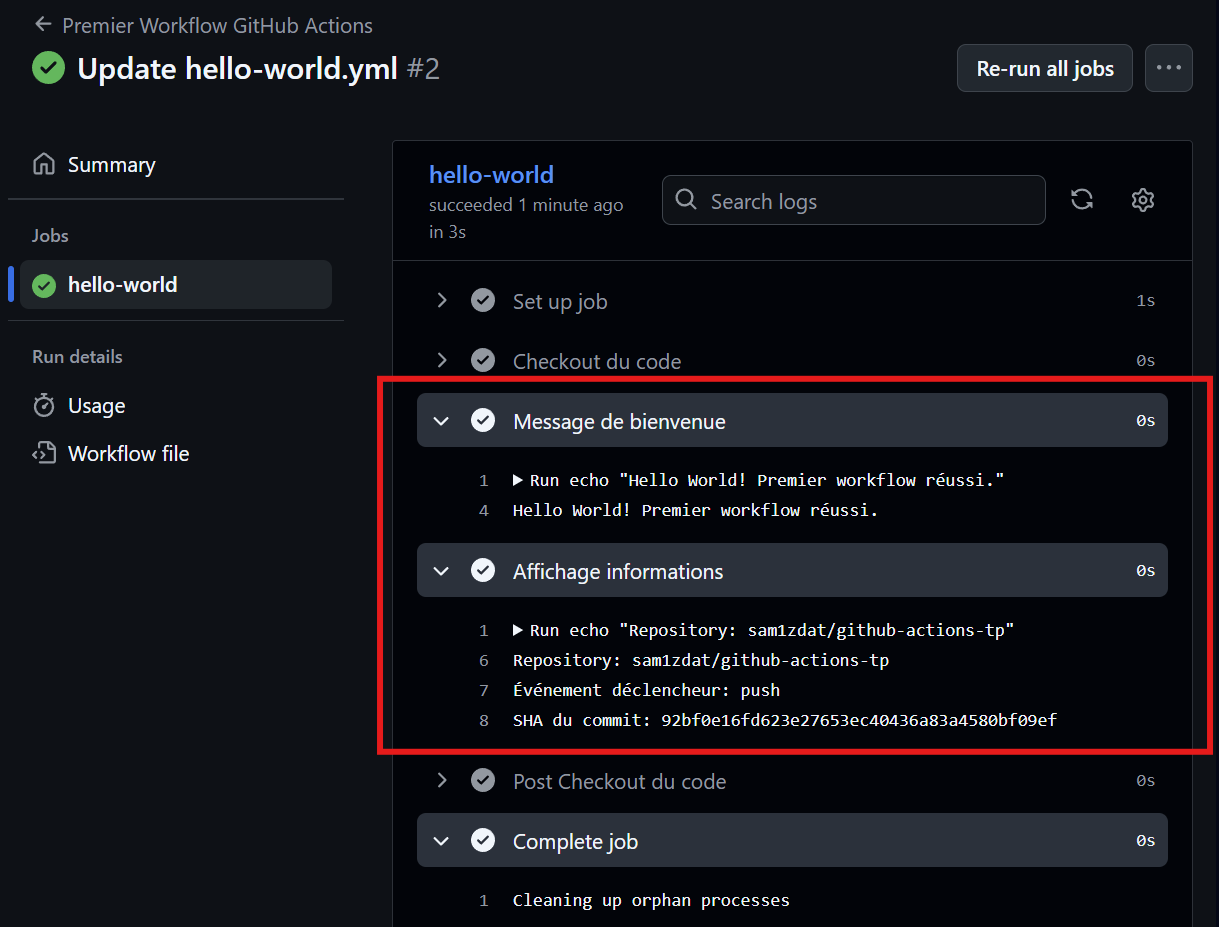 Premier Workflow GitHub Actions
Update hello-world.yml #2
Re-run all jobs
Summary
Jobs
hello-world
Run details
Usage
Workflow file
hello-world
succeeded 1 minute ago
in 3s
Search logs
Set up job 1s
Checkout du code 0s
Message de bienvenue 0s
1 Run echo "Hello World! Premier workflow réussi."
4 Hello World! Premier workflow réussi.
Affichage informations 0s
1 Run echo "Repository: sam1zdat/github-actions-tp"
6 Repository: sam1zdat/github-actions-tp
7 Événement déclencheur: push
8 SHA du commit: 92bf0e16fd623e27653ec40436a83a4580bf09ef
Post Checkout du code 0s
Complete job 0s
1 Cleaning up orphan processes